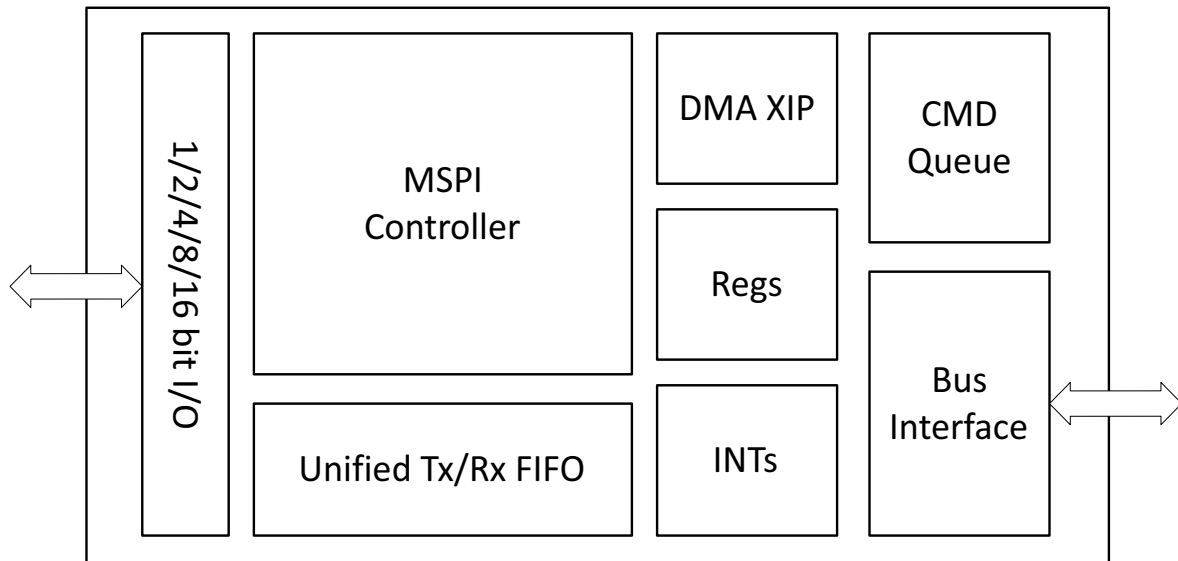 1/2/4/8/16 bit I/O
MSPI
Controller
Unified Tx/Rx FIFO
DMA XIP
Regs
INTs
CMD
Queue
Bus
Interface